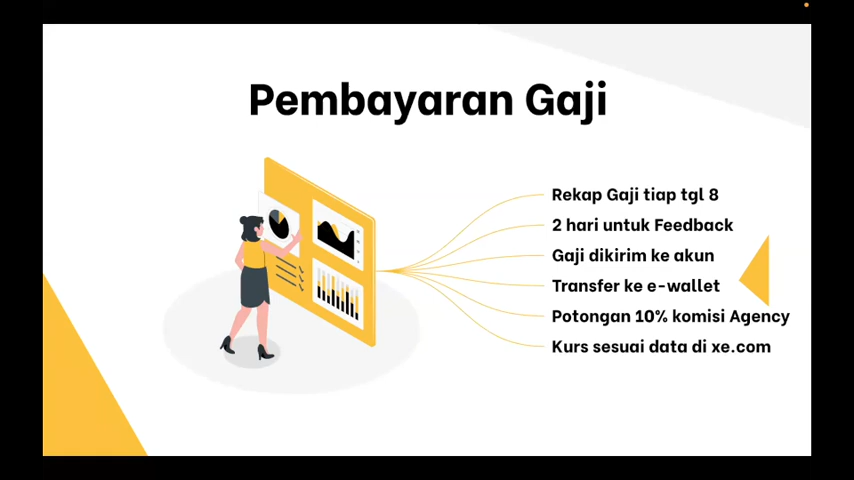 Pembayaran Gaji
Rekap Gaji tiap tgl 8
2 hari untuk Feedback
Gaji dikirim ke akun
Transfer ke e-wallet
Potongan 10% komisi Agency
Kurs sesuai data di xe.com